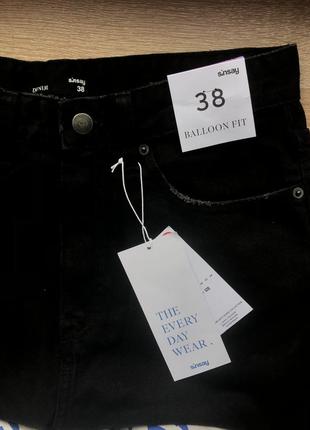 sinsay
DENIM
38
sinsay
38
BALLOON FIT
THE
EVERY
DAY
WEAR.
sinsay